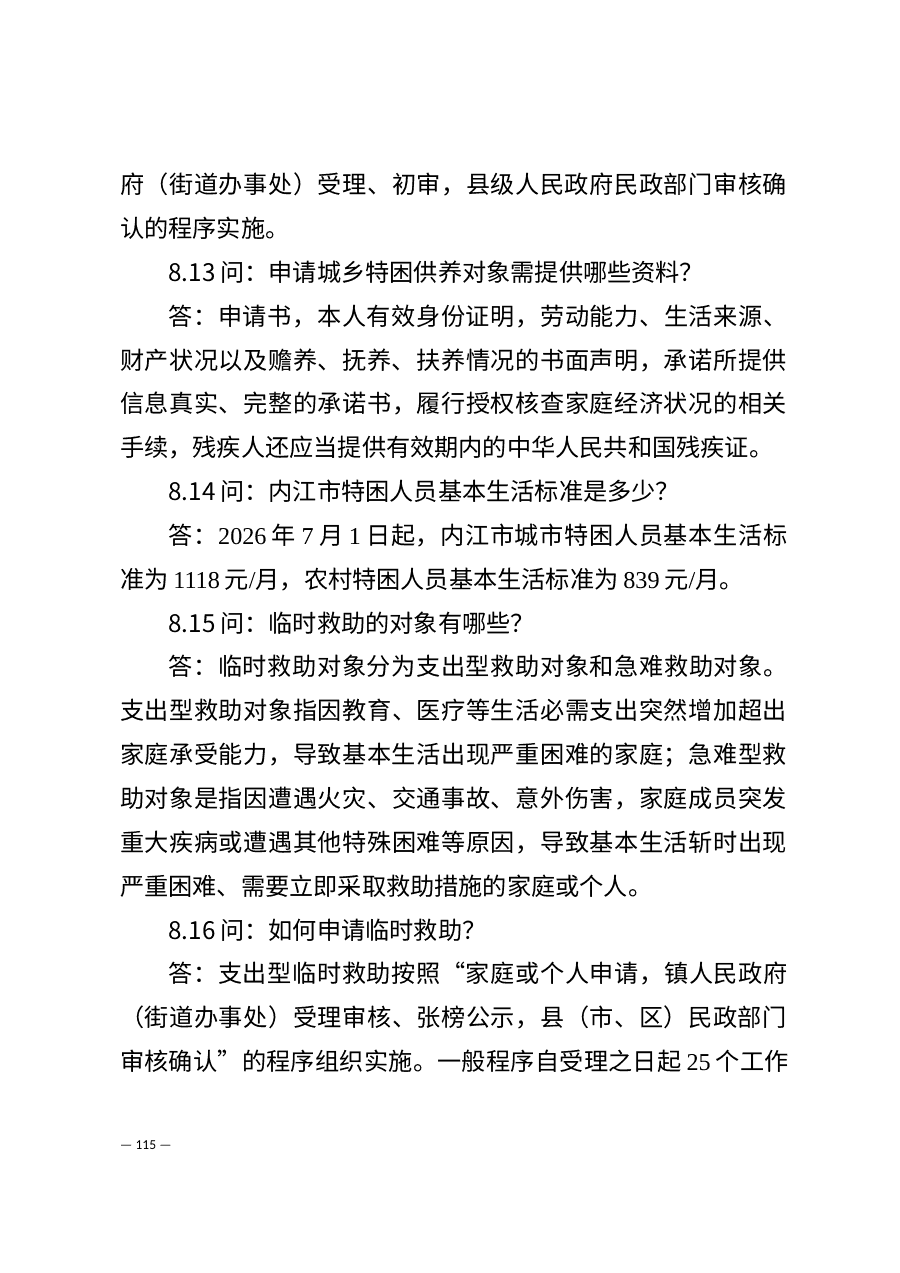 府（街道办事处）受理、初审，县级人民政府民政部门审核确
认的程序实施。
8.13 问：申请城乡特困供养对象需提供哪些资料？
答：申请书，本人有效身份证明，劳动能力、生活来源、
财产状况以及赡养、抚养、扶养情况的书面声明，承诺所提供
信息真实、完整的承诺书，履行授权核查家庭经济状况的相关
手续，残疾人还应当提供有效期内的中华人民共和国残疾证。
8.14 问：内江市特困人员基本生活标准是多少？
答：2026 年 7 月 1 日起，内江市城市特困人员基本生活标
准为 1118 元/月，农村特困人员基本生活标准为 839 元/月。
8.15 问：临时救助的对象有哪些？
答：临时救助对象分为支出型救助对象和急难救助对象。
支出型救助对象指因教育、医疗等生活必需支出突然增加超出
家庭承受能力，导致基本生活出现严重困难的家庭；急难型救
助对象是指因遭遇火灾、交通事故、意外伤害，家庭成员突发
重大疾病或遭遇其他特殊困难等原因，导致基本生活斩时出现
严重困难、需要立即采取救助措施的家庭或个人。
8.16 问：如何申请临时救助？
答：支出型临时救助按照“家庭或个人申请，镇人民政府
（街道办事处）受理审核、张榜公示，县（市、区）民政部门
审核确认”的程序组织实施。一般程序自受理之日起 25 个工作
— 115 —